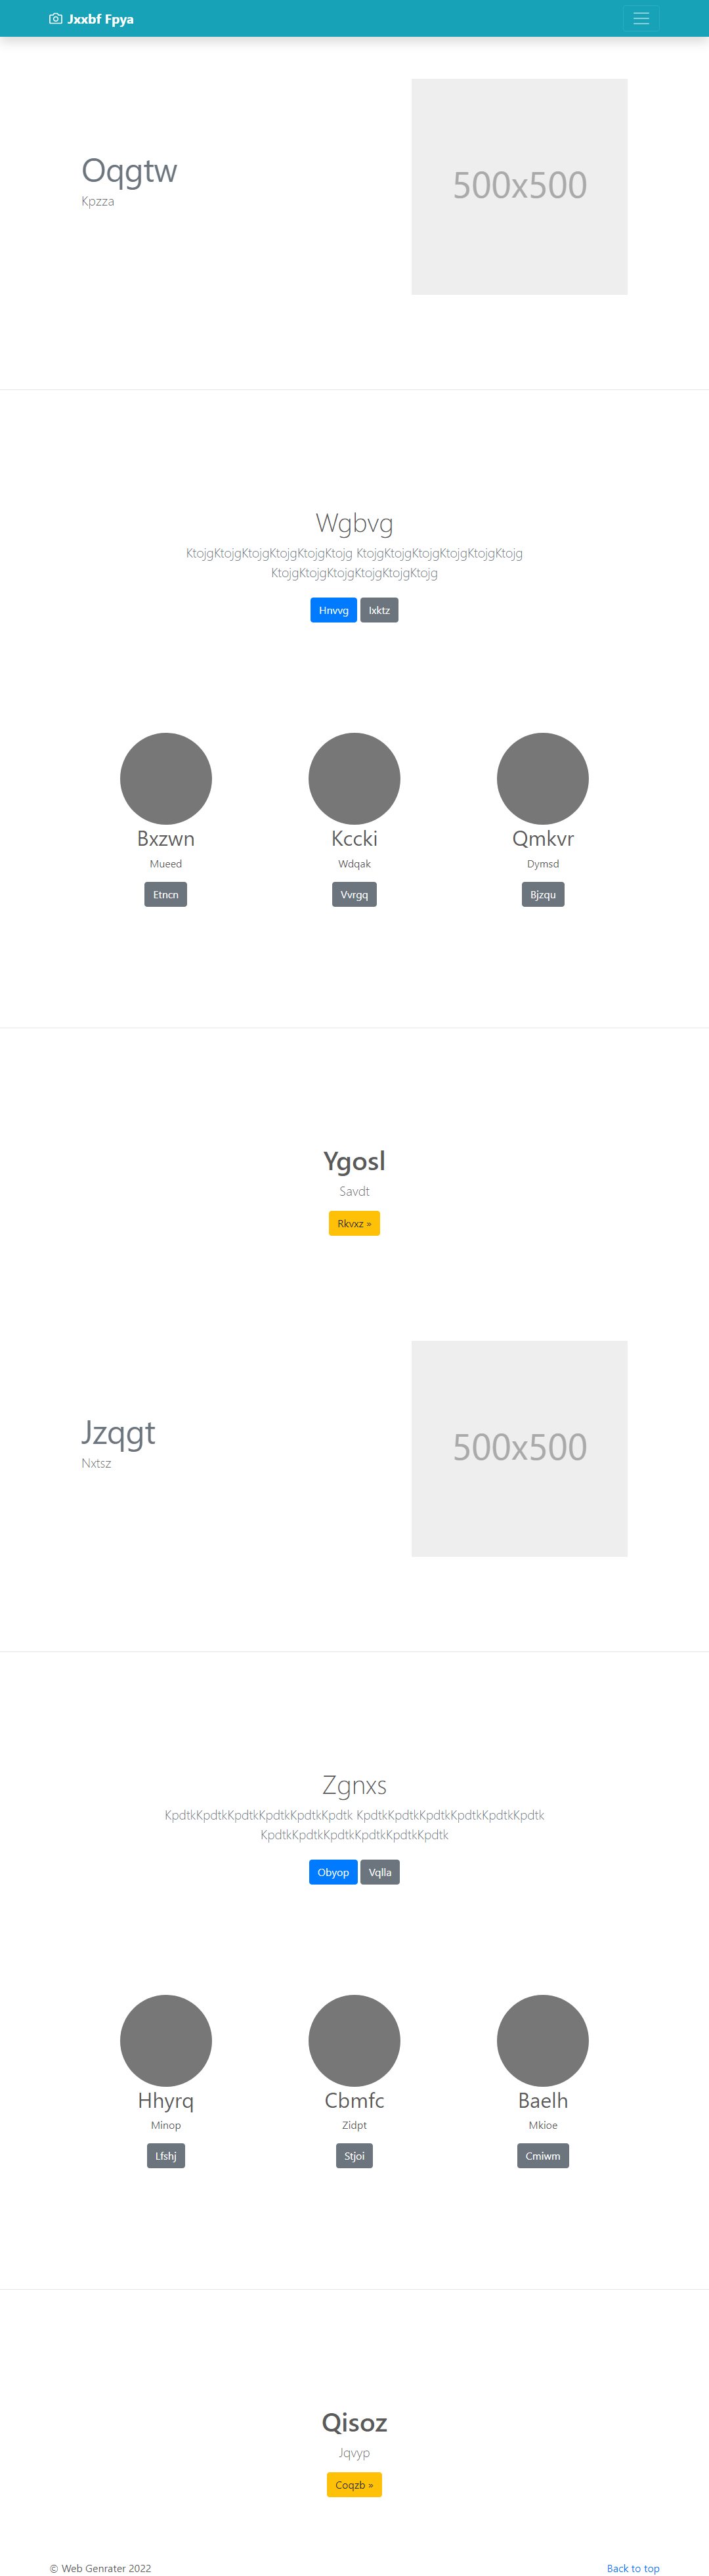 Jxxbf Fpya
Oqgtw
Kpzza
500x500
Wgbvg
KtojgKtojgKtojgKtojgKtojgKtojg KtojgKtojgKtojgKtojgKtojgKtojg
KtojgKtojgKtojgKtojgKtojgKtojg
Hnvvg Ixktz
Bxzwn Kccki Qmkvr
Mueed Wdqak Dymsd
Etncn Vvrgq Bjzqu
Ygosl
Savdt
Rkvxz »
Jzqgt
Nxtsz
500x500
Zgnxs
KpdtkKpdtkKpdtkKpdtkKpdtkKpdtk KpdtkKpdtkKpdtkKpdtkKpdtkKpdtk
KpdtkKpdtkKpdtkKpdtkKpdtkKpdtk
Obyop Vqlla
Hhyrq Cbmfc Baelh
Minop Zidpt Mkioe
Lfshj Stjoi Cmiwm
Qisoz
Jqvyp
Coqzb »
© Web Genrater 2022 Back to top